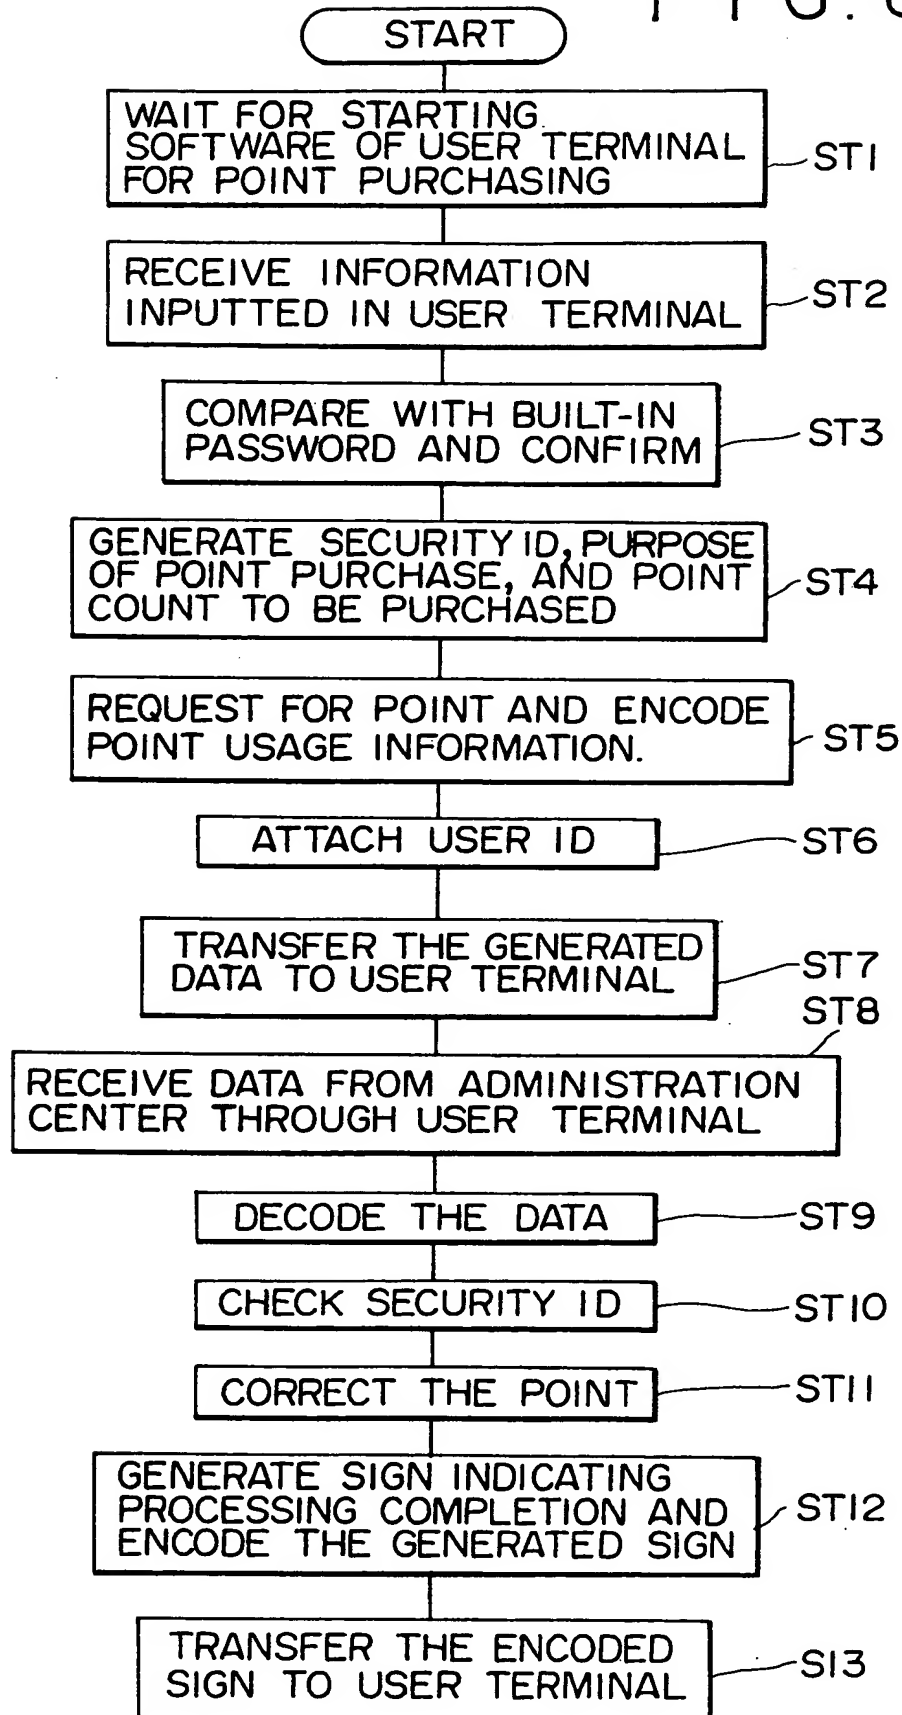 FIG.
START
WAIT FOR STARTING
SOFTWARE OF USER TERMINAL
FOR POINT PURCHASING
ST1
RECEIVE INFORMATION
INPUTTED IN USER TERMINAL
ST2
COMPARE WITH BUILT-IN
PASSWORD AND CONFIRM
ST3
GENERATE SECURITY ID, PURPOSE
OF POINT PURCHASE, AND POINT
COUNT TO BE PURCHASED
ST4
REQUEST FOR POINT AND ENCODE
POINT USAGE INFORMATION.
ST5
ATTACH USER ID
ST6
TRANSFER THE GENERATED
DATA TO USER TERMINAL
ST7
ST8
RECEIVE DATA FROM ADMINISTRATION
CENTER THROUGH USER TERMINAL
DECODE THE DATA
ST9
CHECK SECURITY ID
ST10
CORRECT THE POINT
ST11
GENERATE SIGN INDICATING
PROCESSING COMPLETION AND
ENCODE THE GENERATED SIGN
ST12
TRANSFER THE ENCODED
SIGN TO USER TERMINAL
S13